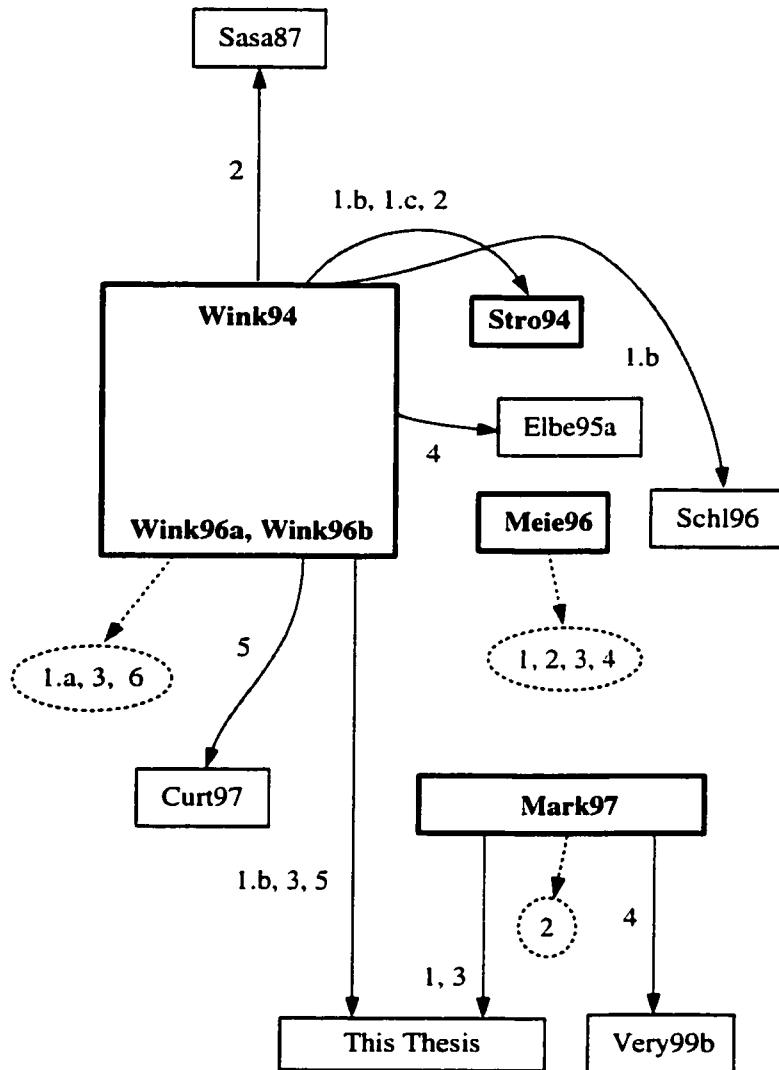 Sasa87
2
1.b, 1.c, 2
Wink94
Stro94
1.b
Elbe95a
4
Wink96a, Wink96b
Meie96
Schl96
5
1.a, 3, 6
1, 2, 3, 4
Curt97
Mark97
1.b, 3, 5
2
4
1, 3
This Thesis
Very99b